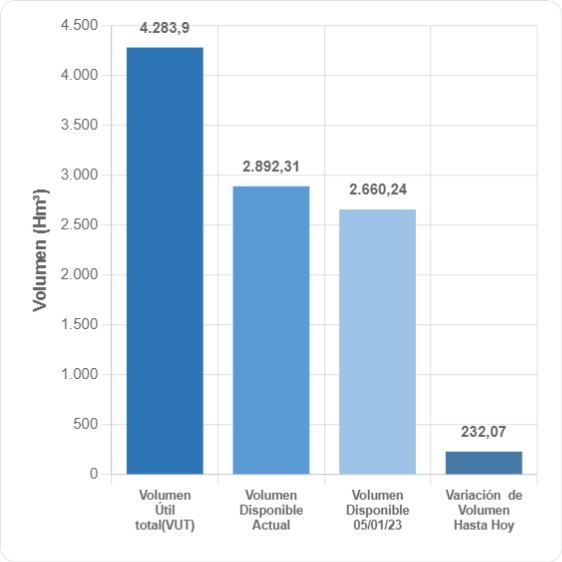 4.500
4.283,9
4.000
3.500
3.000
2.892,31
2.660,24
2.500
2.000
1.500
1.000
500
232,07
0
Volumen (Hm³)
Volumen
Útil
total(VUT)
Volumen
Disponible
Actual
Volumen
Disponible
05/01/23
Variación de
Volumen
Hasta Hoy